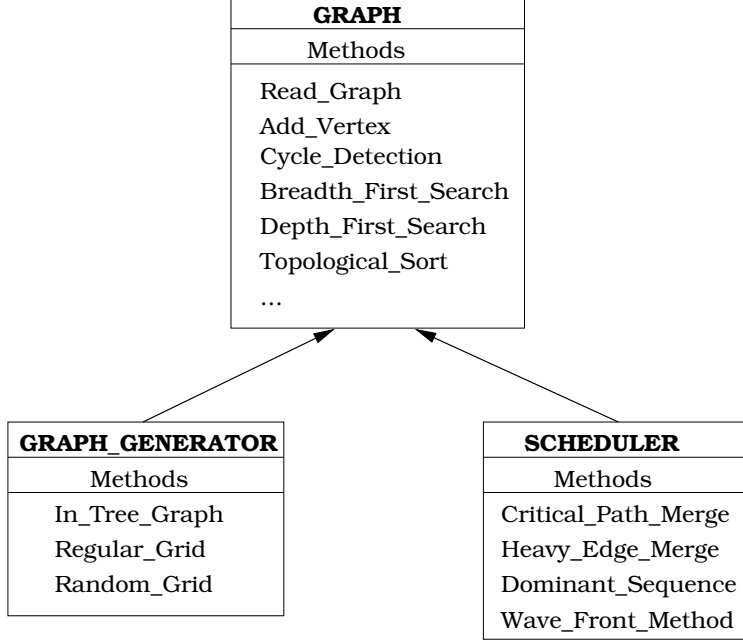 GRAPH
Methods
Read_Graph
Add_Vertex
Cycle_Detection
Breadth_First_Search
Depth_First_Search
Topological_Sort
...
GRAPH_GENERATOR
Methods
In_Tree_Graph
Regular_Grid
Random_Grid
SCHEDULER
Methods
Critical_Path_Merge
Heavy_Edge_Merge
Dominant_Sequence
Wave_Front_Method